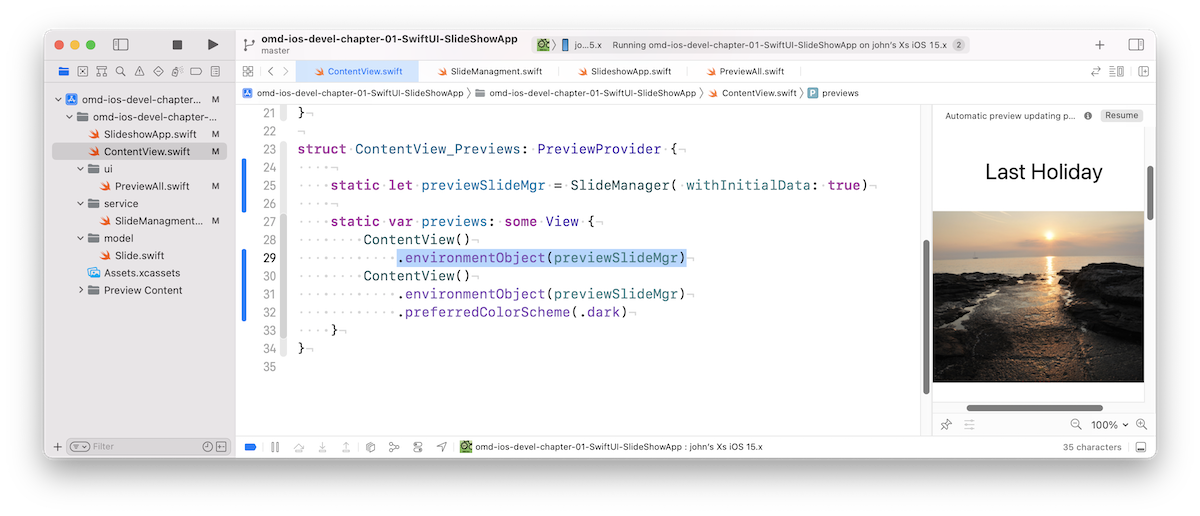 omd-ios-devel-chapter-01-SwiftUI-SlideShowApp
master
jo...5.x Running omd-ios-devel-chapter-01-SwiftUI-SlideShowApp on john's Xs iOS 15.x 2
ContentView.swift SlideManagment.swift SlideshowApp.swift PreviewAll.swift
omd-ios-devel-chapter-01-SwiftUI-SlideShowApp omd-ios-devel-chapter-01-SwiftUI-SlideShowApp ContentView.swift P previews
omd-ios-devel-chapter... M
omd-ios-devel-chapter-...
SlideshowApp.swift M
ContentView.swift M
ui
PreviewAll.swift M
service
SlideManagment... M
model
Slide.swift
Assets.xcassets
Preview Content
Filter
21 }
22
23 struct ContentView_Previews: PreviewProvider {
24
25 static let previewSlideMgr = SlideManager( withInitialData: true)
26
27 static var previews: some View {
28 ContentView()
29 .environmentObject(previewSlideMgr)
30 ContentView()
31 .environmentObject(previewSlideMgr)
32 .preferredColorScheme(.dark)
33 }
34 }
35
Automatic preview updating p... Resume
Last Holiday
100%
omd-ios-devel-chapter-01-SwiftUI-SlideShowApp : john's Xs iOS 15.x
35 characters